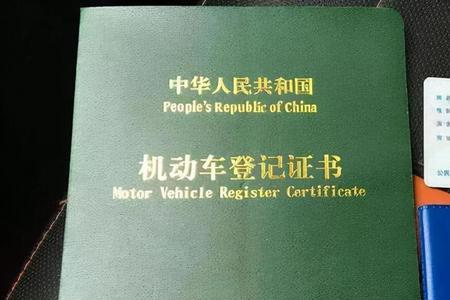 中华人民共和国
People's Republic of China
机动车登记证书
Motor Vehicle Register Certificate